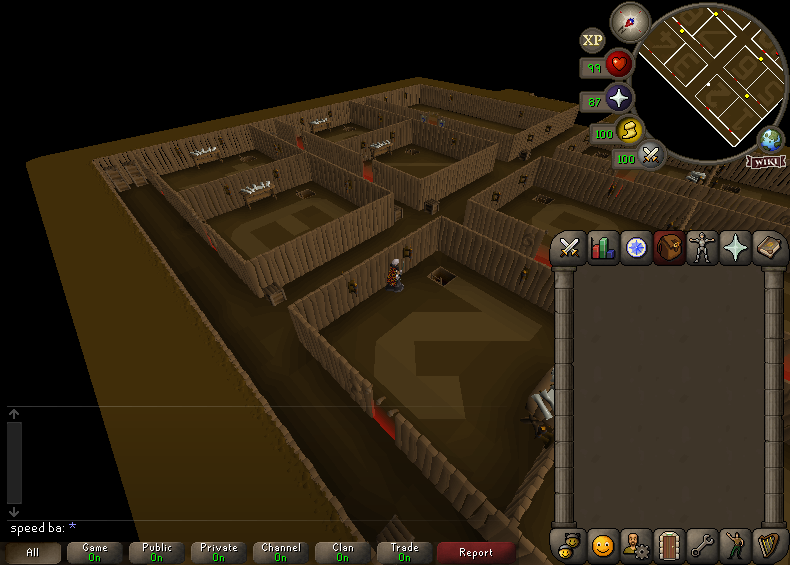 XP
99
87
100
100
WIKI
speed ba: *
All
Game
On
Public
On
Private
On
Channel
On
Clan
On
Trade
On
Report